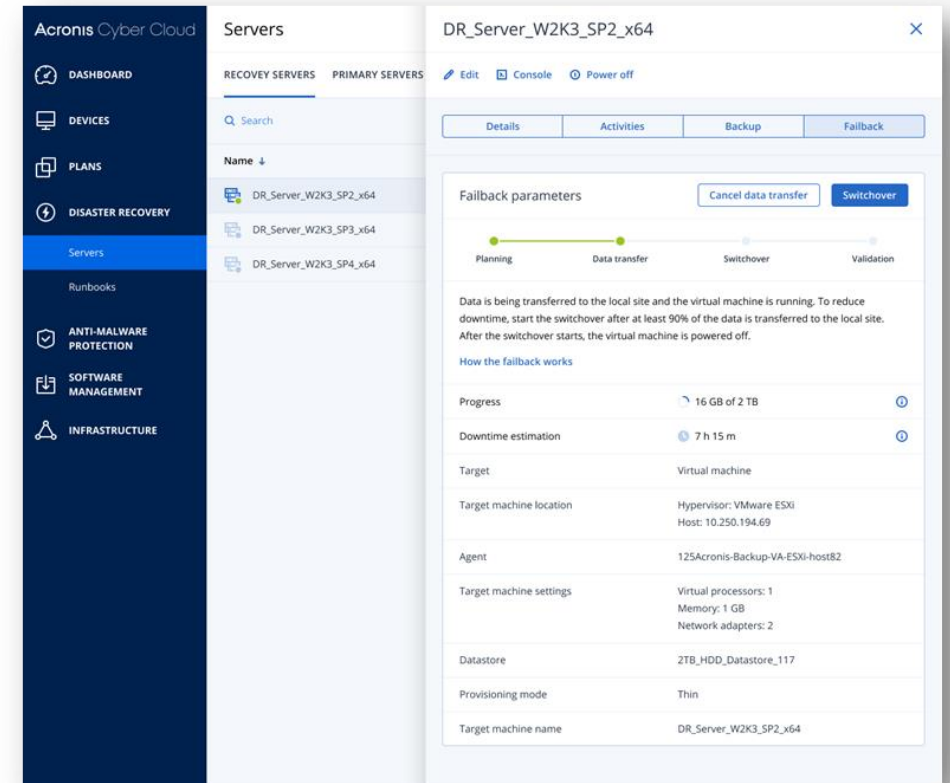 Acronis Cyber Cloud
DASHBOARD
DEVICES
PLANS
DISASTER RECOVERY
Servers
Runbooks
ANTI-MALWARE
PROTECTION
SOFTWARE
MANAGEMENT
INFRASTRUCTURE
Servers
RECOVEY SERVERS PRIMARY SERVERS
Search
Name
DR_Server_W2K3_SP2_x64
DR_Server_W2K3_SP3_x64
DR_Server_W2K3_SP4_x64
DR_Server_W2K3_SP2_x64
Edit Console Power off
Details Activities Backup Failback
Failback parameters Cancel data transfer Switchover
Planning Data transfer Switchover Validation
Data is being transferred to the local site and the virtual machine is running. To reduce
downtime, start the switchover after at least 90% of the data is transferred to the local site.
After the switchover starts, the virtual machine is powered off.
How the failback works
Progress 16 GB of 2 TB
Downtime estimation 7 h 15 m
Target Virtual machine
Target machine location Hypervisor: VMware ESXi
Host: 10.250.194.69
Agent 125Acronis-Backup-VA-ESXi-host82
Target machine settings Virtual processors: 1
Memory: 1 GB
Network adapters: 2
Datastore 2TB_HDD_Datastore_117
Provisioning mode Thin
Target machine name DR_Server_W2K3_SP2_x64